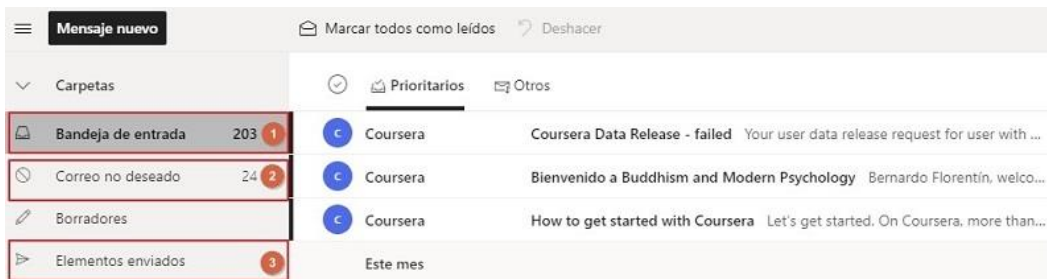 Mensaje nuevo Marcar todos como leídos Deshacer
Carpetas Prioritarios Otros
Bandeja de entrada 203 1 C Coursera Coursera Data Release - failed Your user data release request for user with ...
Correo no deseado 24 2 C Coursera Bienvenido a Buddhism and Modern Psychology Bernardo Florentín, welco...
Borradores C Coursera How to get started with Coursera Let's get started. On Coursera, more than...
Elementos enviados 3 Este mes